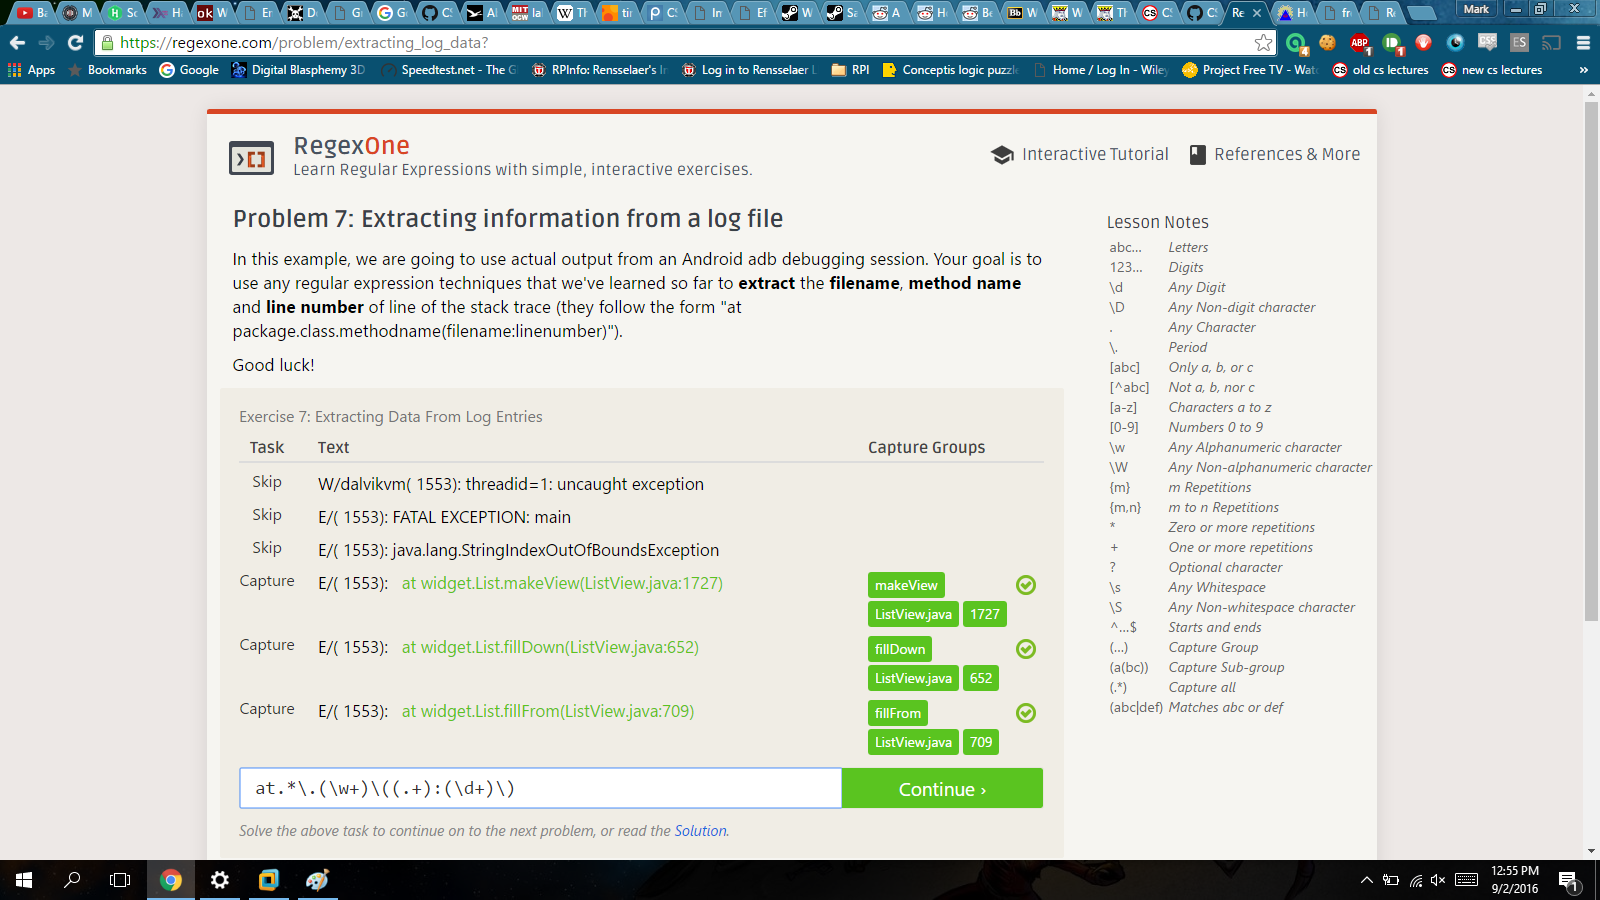 Mark
https://regexone.com/problem/extracting_log_data?
Apps Bookmarks Google Digital Blasphemy 3D Speedtest.net - The G RPInfo: Rensselaer's In Log in to Rensselaer L RPI Conceptis logic puzzle Home / Log In - Wiley Project Free TV - Wat old cs lectures new cs lectures »
RegexOne
Learn Regular Expressions with simple, interactive exercises.
Interactive Tutorial References & More
Problem 7: Extracting information from a log file
In this example, we are going to use actual output from an Android adb debugging session. Your goal is to
use any regular expression techniques that we've learned so far to extract the filename, method name
and line number of line of the stack trace (they follow the form "at
package.class.methodname(filename:linenumber)").
Good luck!
Exercise 7: Extracting Data From Log Entries
Task Text Capture Groups
Skip W/dalvikvm( 1553): threadid=1: uncaught exception
Skip E/( 1553): FATAL EXCEPTION: main
Skip E/( 1553): java.lang.StringIndexOutOfBoundsException
Capture E/( 1553): at widget.List.makeView(ListView.java:1727) makeView
ListView.java 1727
Capture E/( 1553): at widget.List.fillDown(ListView.java:652) fillDown
ListView.java 652
Capture E/( 1553): at widget.List.fillFrom(ListView.java:709) fillFrom
ListView.java 709
at.*\.(\w+)\((.+):(\d+)\)
Continue ›
Solve the above task to continue on to the next problem, or read the Solution.
Lesson Notes
abc... Letters
123... Digits
\d Any Digit
\D Any Non-digit character
. Any Character
\. Period
[abc] Only a, b, or c
[^abc] Not a, b, nor c
[a-z] Characters a to z
[0-9] Numbers 0 to 9
\w Any Alphanumeric character
\W Any Non-alphanumeric character
{m} m Repetitions
{m,n} m to n Repetitions
* Zero or more repetitions
+ One or more repetitions
? Optional character
\s Any Whitespace
\S Any Non-whitespace character
^...$ Starts and ends
(...) Capture Group
(a(bc)) Capture Sub-group
(.*) Capture all
(abc|def) Matches abc or def
12:55 PM
9/2/2016